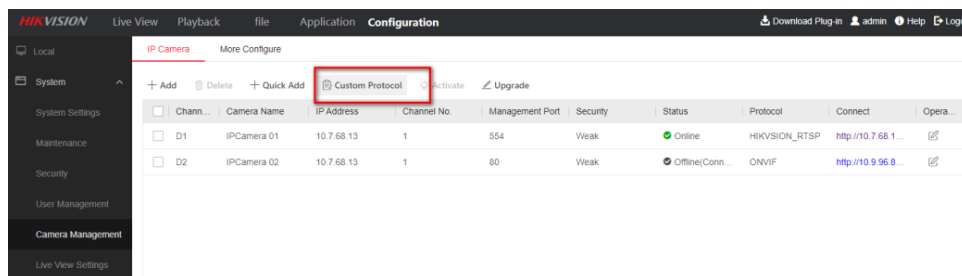 HIKVISION Live View Playback file Application Configuration Download Plug-in admin Help Logo
Local
IP Camera More Configure
System
Add Delete Quick Add Custom Protocol Activate Upgrade
System Settings
Chann... Camera Name IP Address Channel No. Management Port Security Status Protocol Connect Opera...
D1 IPCamera 01 10.7.68.13 1 554 Weak Online HIKVSION_RTSP http://10.7.68.1...
Maintenance
D2 IPCamera 02 10.7.68.13 1 80 Weak Offline(Conn... ONVIF http://10.9.96.8...
Security
User Management
Camera Management
Live View Settings